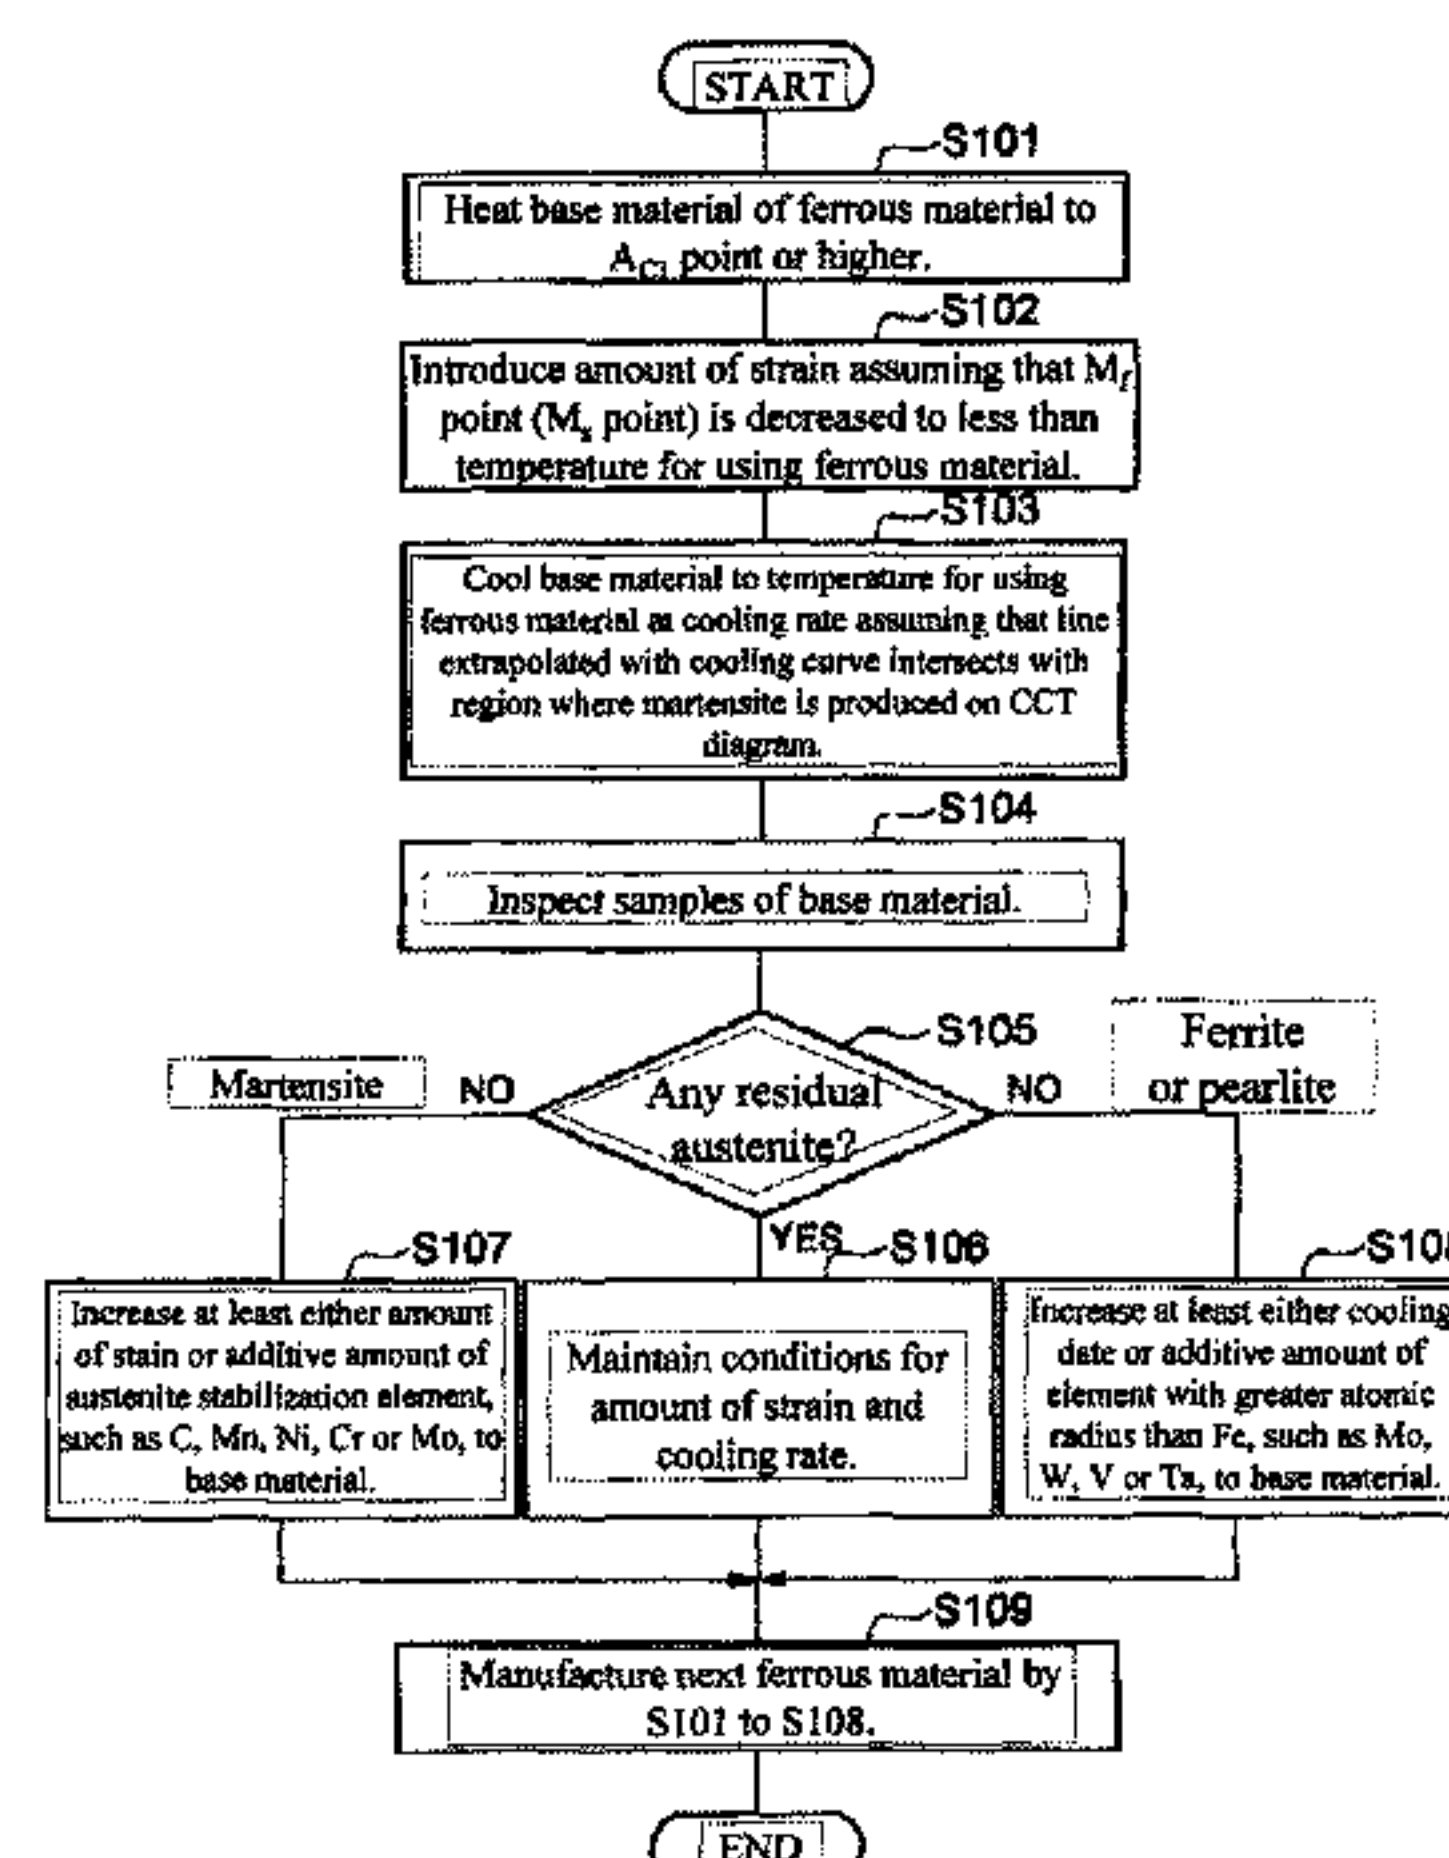 START
S101
Heat base material of ferrous material to
AC1 point or higher.
S102
Introduce amount of strain assuming that Mf
point (Ms point) is decreased to less than
temperature for using ferrous material.
S103
Cool base material to temperature for using
ferrous material at cooling rate assuming that line
extrapolated with cooling curve intersects with
region where martensite is produced on CCT
diagram.
S104
Inspect samples of base material.
S105
Any residual
austenite?
Martensite
NO
NO
Ferrite
or pearlite
YES
S107
Increase at least either amount
of stain or additive amount of
austenite stabilization element,
such as C, Mn, Ni, Cr or Mo, to
base material.
S106
Maintain conditions for
amount of strain and
cooling rate.
S108
Increase at least either cooling
date or additive amount of
element with greater atomic
radius than Fe, such as Mo,
W, V or Ta, to base material.
S109
Manufacture next ferrous material by
S101 to S108.
END